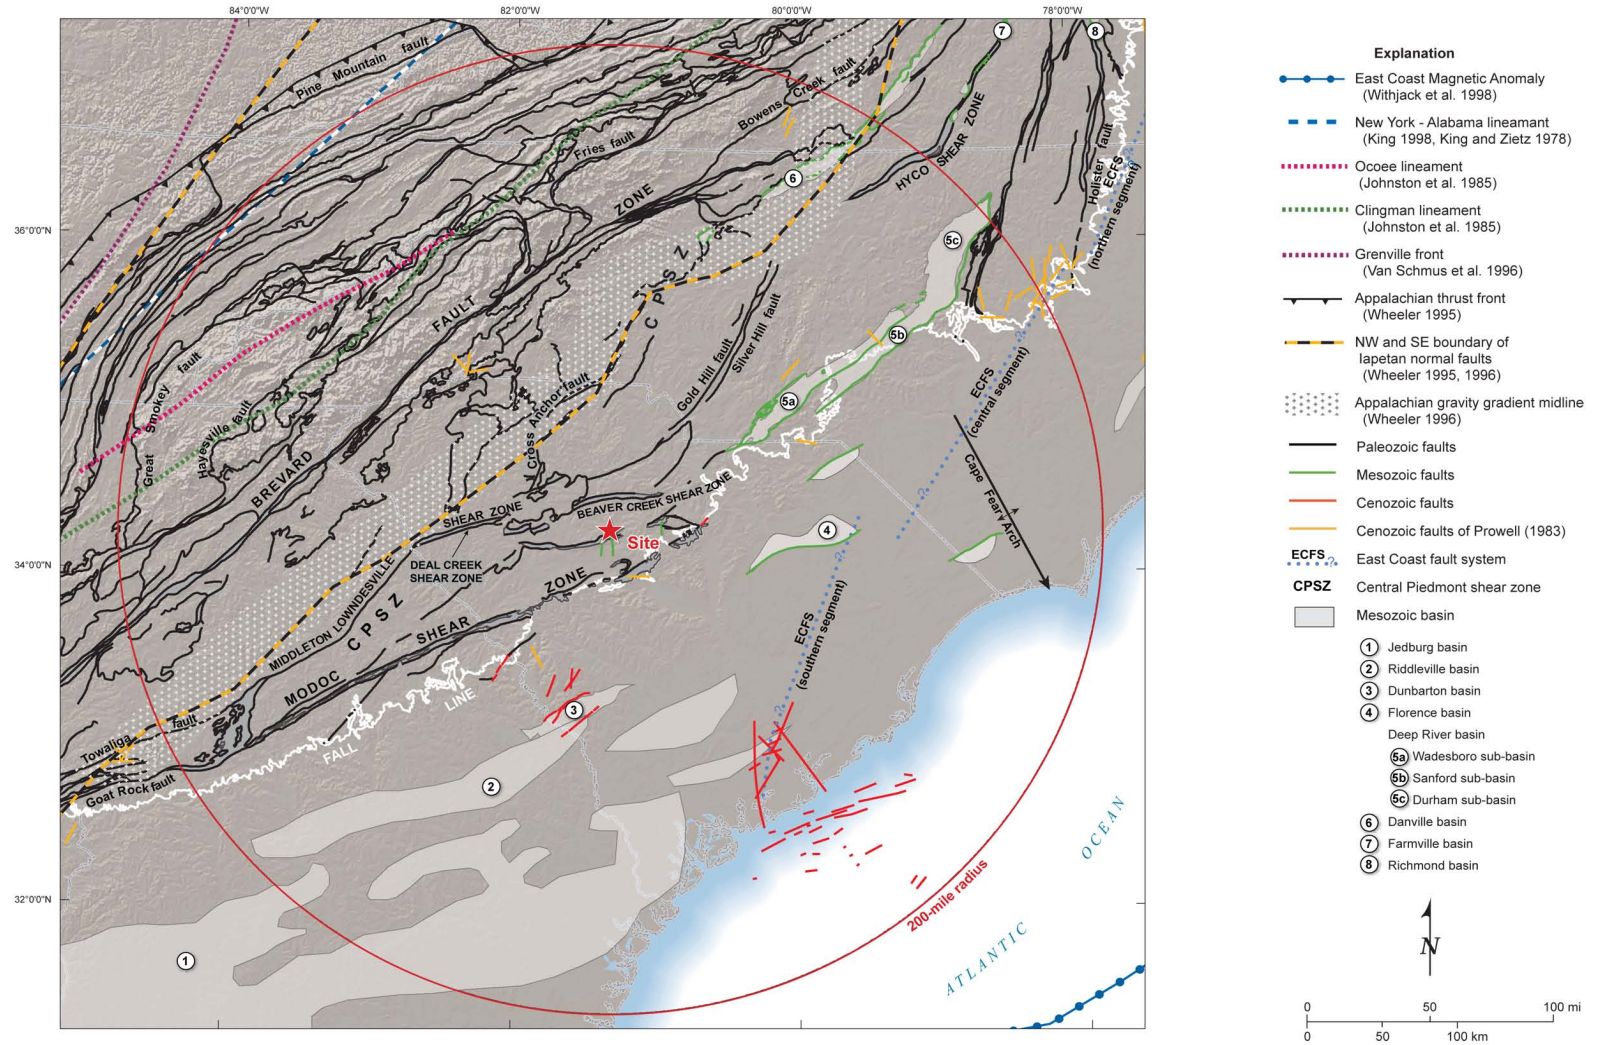 84°0'0"W
82°0'0"W
80°0'0"W
78°0'0"W
36°0'0"N
34°0'0"N
32°0'0"N
Pine Mountain fault
Bowens Creek fault
Fries fault
7
8
6
HYCO SHEAR ZONE
Holister fault
ECFS
(northern segment)
BREVARD FAULT ZONE
CPSZ
5c
5b
5a
Great Smokey fault
Hayesville fault
Cross Anchor fault
Gold Hill fault
Silver Hill fault
ECFS
(central segment)
Cape Fear Arch
SHEAR ZONE
BEAVER CREEK SHEAR ZONE
Site
DEAL CREEK
SHEAR ZONE
4
MIDDLETON LOWNDESVILLE
CPSZ
MODOC SHEAR ZONE
ECFS
(southern segment)
?
?
?
?
FALL LINE
Towaliga fault
Goat Rock fault
3
2
1
200-mile radius
ATLANTIC OCEAN
Explanation
East Coast Magnetic Anomaly
(Withjack et al. 1998)
New York - Alabama lineamant
(King 1998, King and Zietz 1978)
Ocoee lineament
(Johnston et al. 1985)
Clingman lineament
(Johnston et al. 1985)
Grenville front
(Van Schmus et al. 1996)
Appalachian thrust front
(Wheeler 1995)
NW and SE boundary of
Iapetan normal faults
(Wheeler 1995, 1996)
Appalachian gravity gradient midline
(Wheeler 1996)
Paleozoic faults
Mesozoic faults
Cenozoic faults
Cenozoic faults of Prowell (1983)
ECFS ? East Coast fault system
CPSZ Central Piedmont shear zone
Mesozoic basin
1 Jedburg basin
2 Riddleville basin
3 Dunbarton basin
4 Florence basin
Deep River basin
5a Wadesboro sub-basin
5b Sanford sub-basin
5c Durham sub-basin
6 Danville basin
7 Farmville basin
8 Richmond basin
N
0 50 100 mi
0 50 100 km